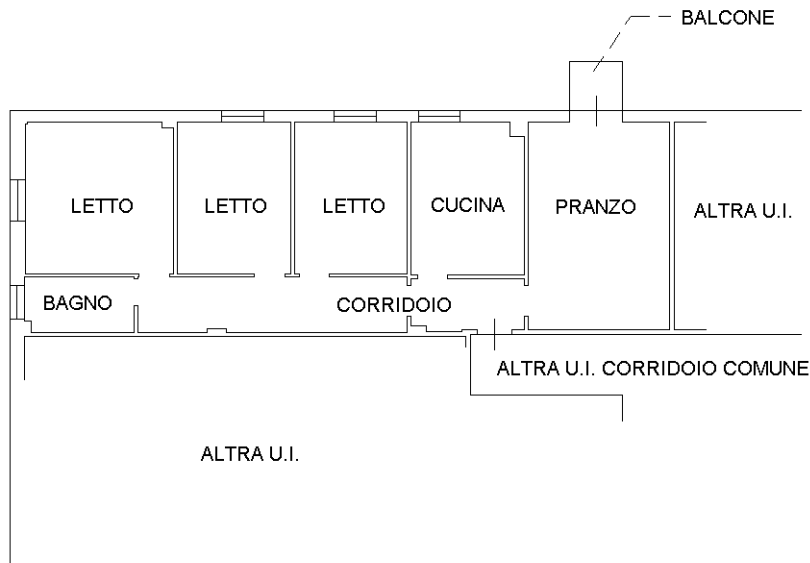 BALCONE
LETTO
LETTO
LETTO
CUCINA
PRANZO
ALTRA U.I.
BAGNO
CORRIDOIO
ALTRA U.I. CORRIDOIO COMUNE
ALTRA U.I.